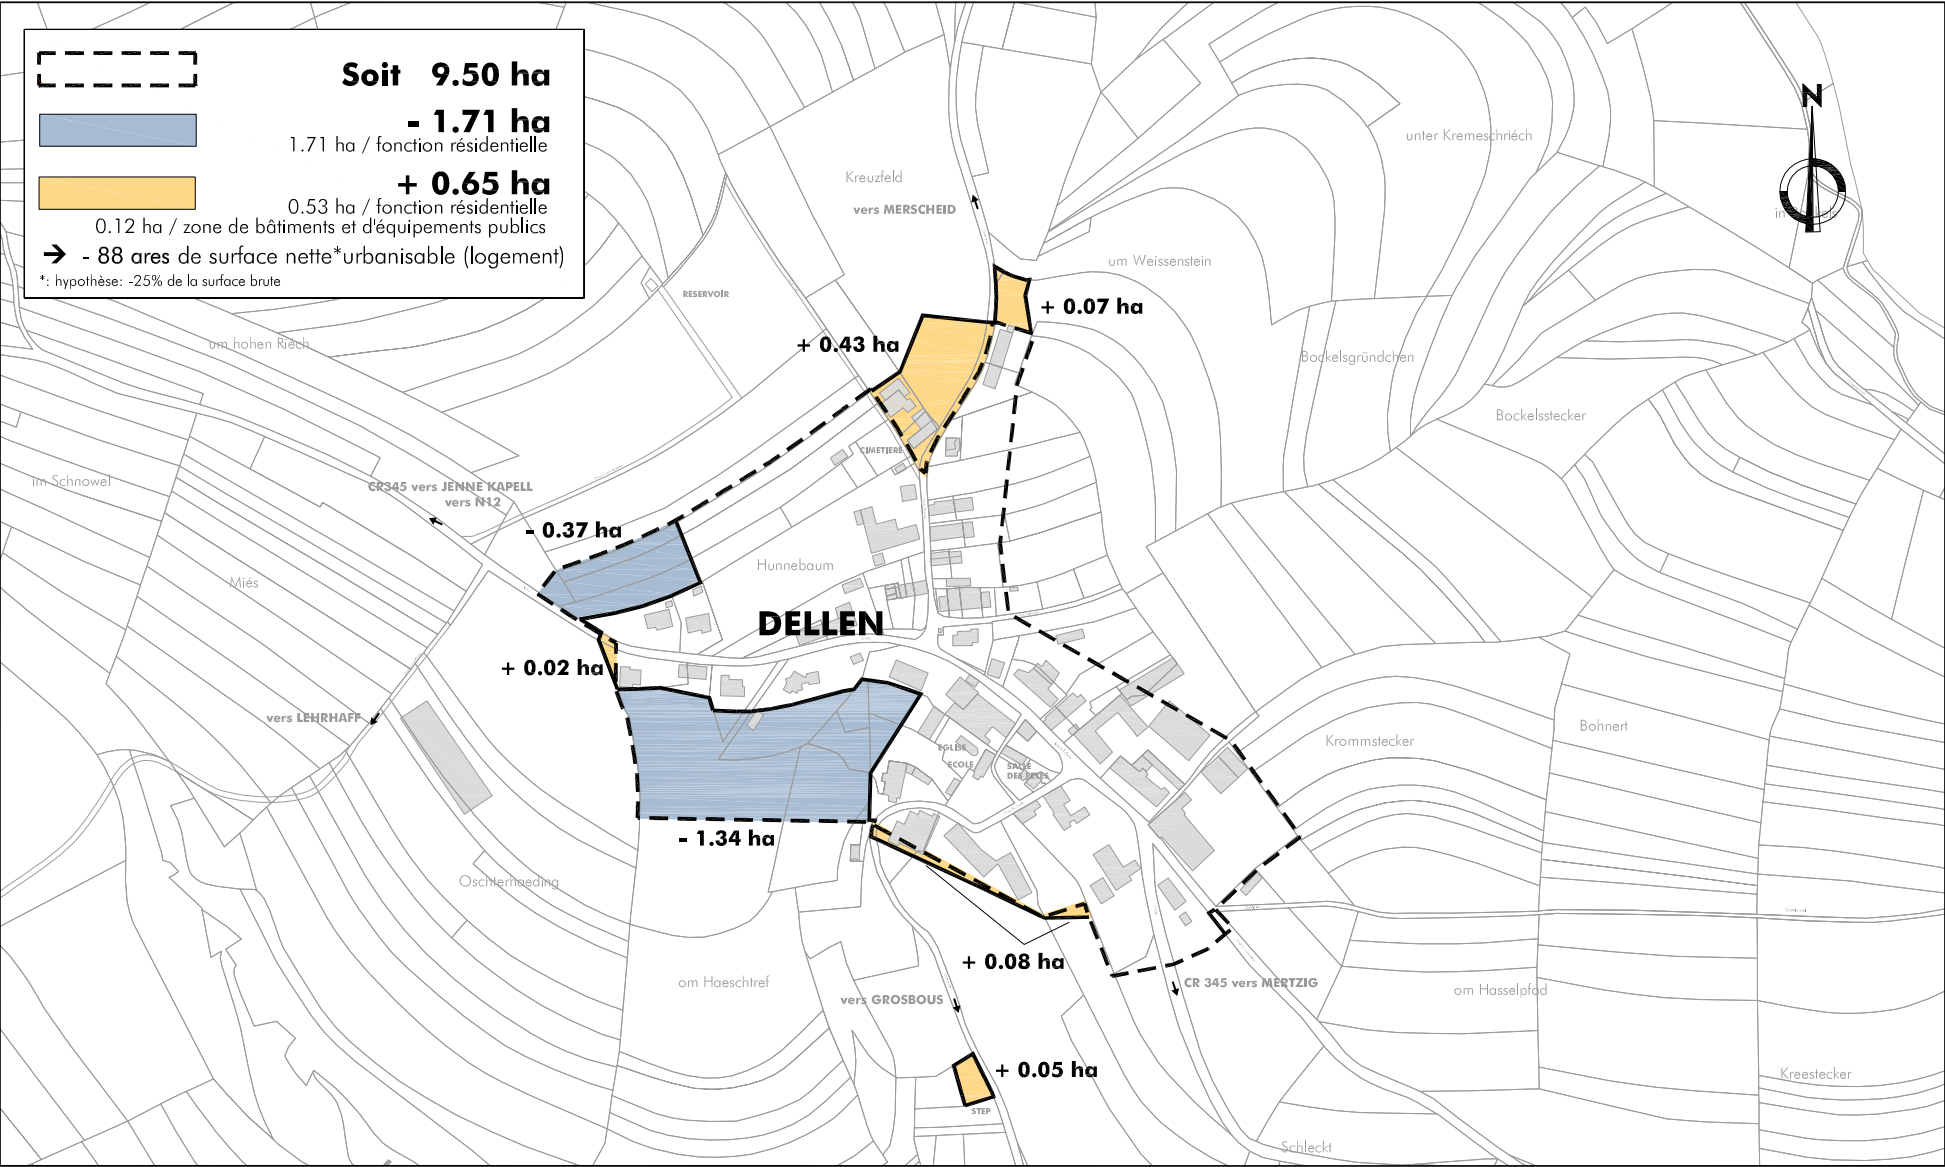 Soit 9.50 ha
- 1.71 ha
1.71 ha / fonction résidentielle
+ 0.65 ha
0.53 ha / fonction résidentielle
0.12 ha / zone de bâtiments et d'équipements publics
→ - 88 ares de surface nette*urbanisable (logement)
*: hypothèse: -25% de la surface brute
N
unter Kremeschriéch
Kreuzfeld
vers MERSCHEID
um Weissenstein
RESERVOIR
+ 0.07 ha
um hohen Riéch
+ 0.43 ha
Bockelsgründchen
Bockelsstecker
CIMETIERE
im Schnowel
CR345 vers JENNE KAPELL
vers N12
- 0.37 ha
Hunnebaum
Miés
DELLEN
+ 0.02 ha
vers LEHRHAFF
Bohnert
Krommstecker
EGLISE
ECOLE
SALLE
DES FETES
- 1.34 ha
Oschterhaeding
+ 0.08 ha
om Haeschtref
CR 345 vers MERTZIG
om Hasselpfad
vers GROSBOUS
+ 0.05 ha
Kreestecker
STEP
Schleckt